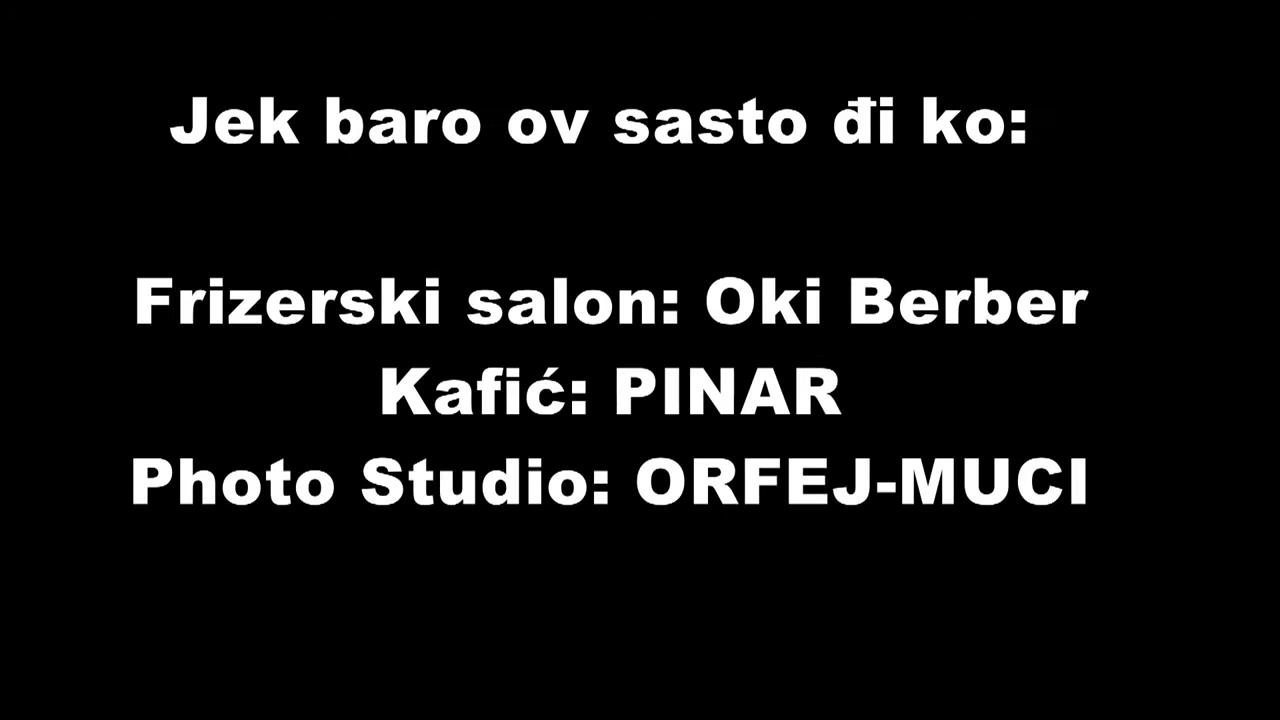 Jek baro ov sasto đi ko:
Frizerski salon: Oki Berber
Kafić: PINAR
Photo Studio: ORFEJ-MUCI